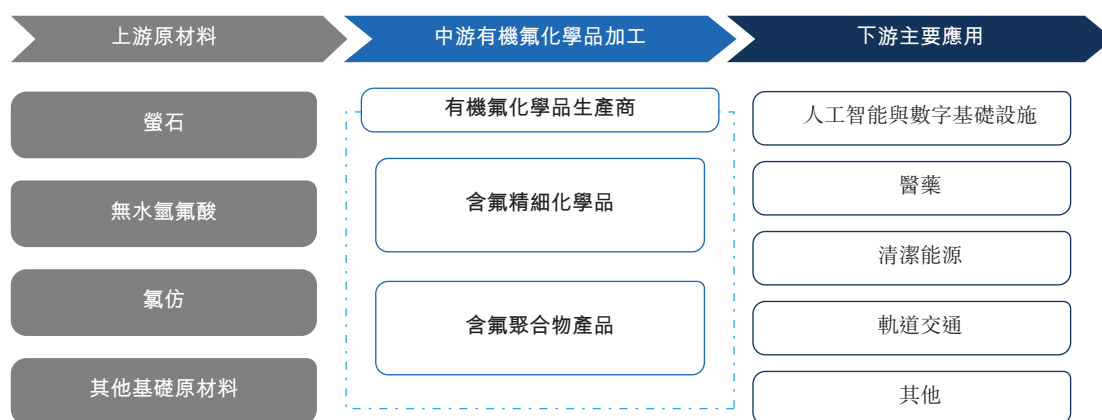 上游原材料
中游有機氟化學品加工
下游主要應用
螢石
無水氫氟酸
氯仿
其他基礎原材料
有機氟化學品生產商
含氟精細化學品
含氟聚合物產品
人工智能與數字基礎設施
醫藥
清潔能源
軌道交通
其他